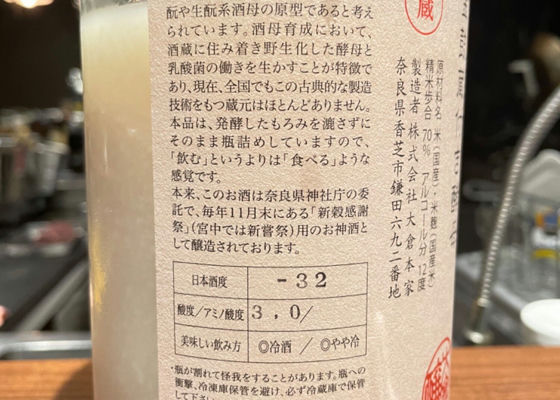 酛や生酛系酒母の原型であると考え
られています。酒母育成において、
酒蔵に住み着き野生化した酵母と
乳酸菌の働きを生かすことが特徴で
あり、現在、全国でもこの古典的な製造
技術をもつ蔵元はほとんどありません。
本品は、発酵したもろみを漉さずに
そのまま瓶詰めしていますので、
「飲む」というよりは「食べる」ような
感覚です。
本来、このお酒は奈良県神社庁の委
託で、毎年11月末にある「新穀感謝
祭」(宮中では新嘗祭)用のお神酒と
して醸造されております。
日本酒度 -32
酸度/アミノ酸度 3.0/
美味しい飲み方 ◎冷酒 / ◎やや冷
・瓶が割れて怪我をすることがあります。瓶への
衝撃、冷凍庫保管を避け、必ず冷蔵庫で保管
して下さい。
蔵
原材料名 米(国産)・米麹(国産米)
精米歩合 70% アルコール分 12度
製造者 株式会社 大倉本家
奈良県香芝市鎌田六九二番地